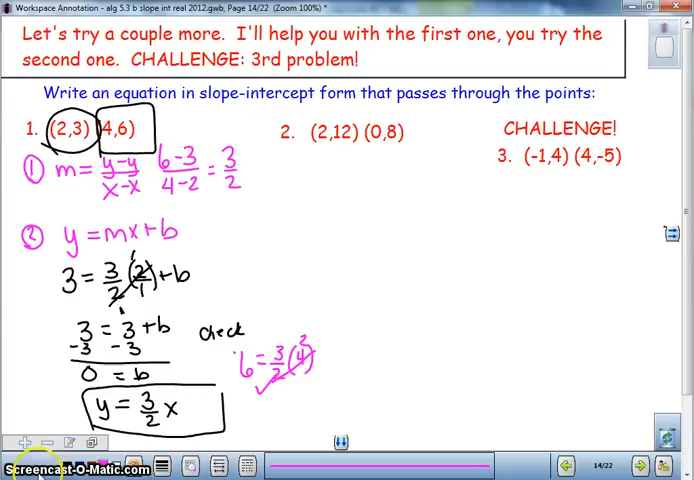 Workspace Annotation - alg 5.3 b slope int real 2012.gwb, Page 14/22 (Zoom 100%) *
Let's try a couple more. I'll help you with the first one, you try the
second one. CHALLENGE: 3rd problem!
Write an equation in slope-intercept form that passes through the points:
1. (2,3) (4,6)
2. (2,12) (0,8)
CHALLENGE!
3. (-1,4) (4,-5)
① m = y-y/x-x 6-3/4-2 = 3/2
② y = mx+b
3 = 3/2 (2/1) + b
3 = 3 + b
-3 -3
0 = b
y = 3/2 x
check
6 = 3/2 (4) 2
14/22
Screencast-O-Matic.com